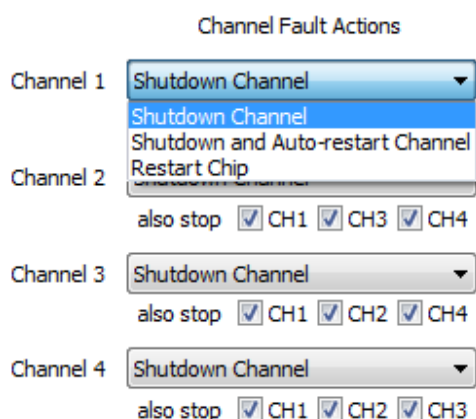 Channel Fault Actions
Channel 1 Shutdown Channel
Shutdown Channel
Shutdown and Auto-restart Channel
Restart Chip
Channel 2
also stop CH1 CH3 CH4
Channel 3 Shutdown Channel
also stop CH1 CH2 CH4
Channel 4 Shutdown Channel
also stop CH1 CH2 CH3